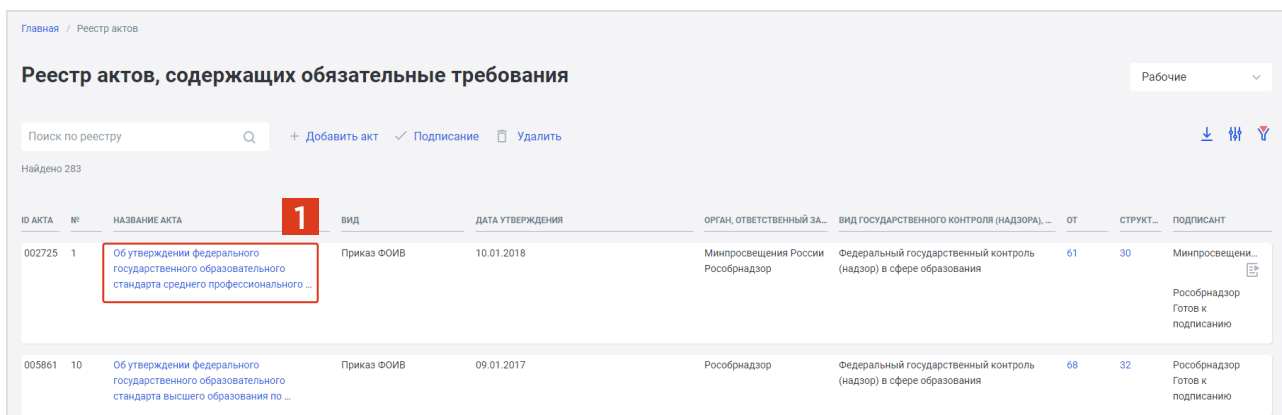 Главная / Реестр актов
Реестр актов, содержащих обязательные требования
Рабочие
Поиск по реестру
+ Добавить акт
Подписание
Удалить
Найдено 283
1
ID АКТА № НАЗВАНИЕ АКТА ВИД ДАТА УТВЕРЖДЕНИЯ ОРГАН, ОТВЕТСТВЕННЫЙ ЗА... ВИД ГОСУДАРСТВЕННОГО КОНТРОЛЯ (НАДЗОРА), ... ОТ СТРУКТ... ПОДПИСАНТ
002725 1 Об утверждении федерального Приказ ФОИВ 10.01.2018 Минпросвещения России Федеральный государственный контроль 61 30 Минпросвещени...
государственного образовательного Рособрнадзор (надзор) в сфере образования
стандарта среднего профессионального ...
Рособрнадзор
Готов к
подписанию
005861 10 Об утверждении федерального Приказ ФОИВ 09.01.2017 Рособрнадзор Федеральный государственный контроль 68 32 Рособрнадзор
государственного образовательного (надзор) в сфере образования Готов к
стандарта высшего образования по ... подписанию